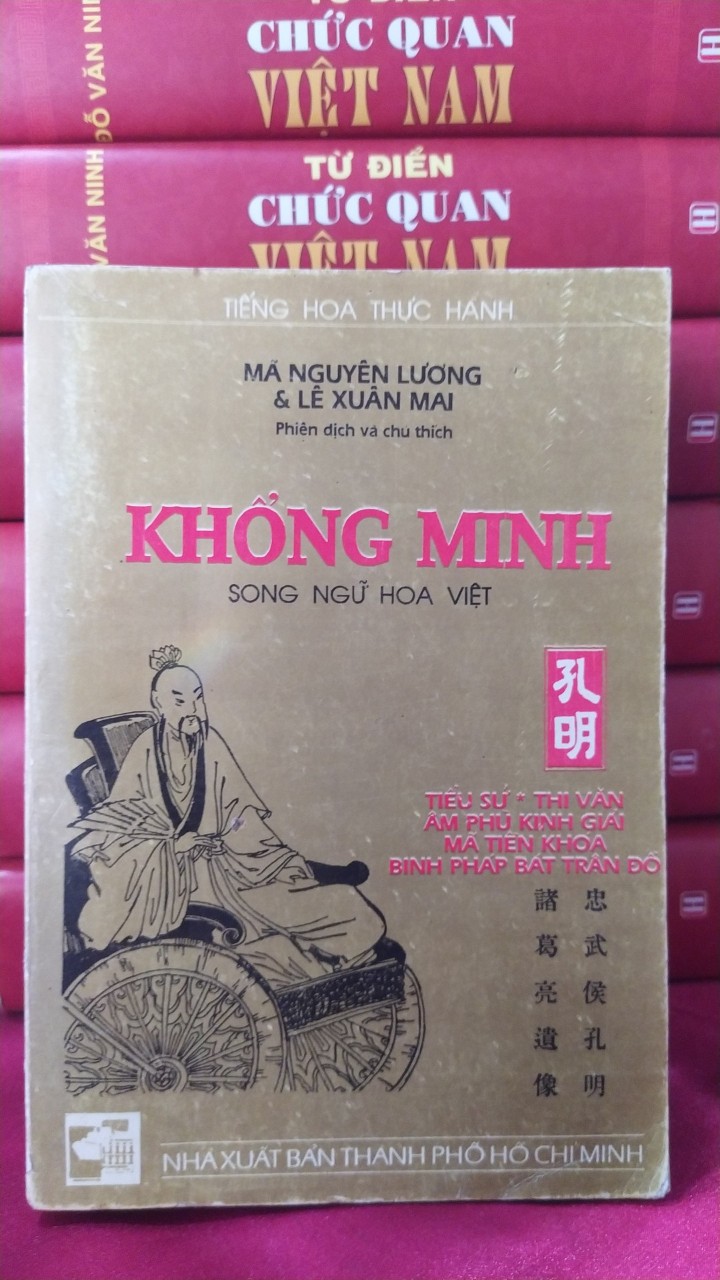 TỪ ĐIỂN
CHỨC QUAN
VIỆT NAM
ĐỖ VĂN NINH
TỪ ĐIỂN
CHỨC QUAN
VIỆT NAM
VĂN NINH
TIẾNG HOA THỰC HÀNH
MÃ NGUYÊN LƯƠNG
& LÊ XUÂN MAI
Phiên dịch và chú thích
KHỔNG MINH
SONG NGỮ HOA VIỆT
孔明
TIỂU SỬ * THI VĂN
ÂM PHÙ KINH GIẢI
MÃ TIỀN KHÓA
BINH PHÁP BÁT TRẬN ĐỒ
忠武侯孔明
諸葛亮遺像
NHÀ XUẤT BẢN THÀNH PHỐ HỒ CHÍ MINH